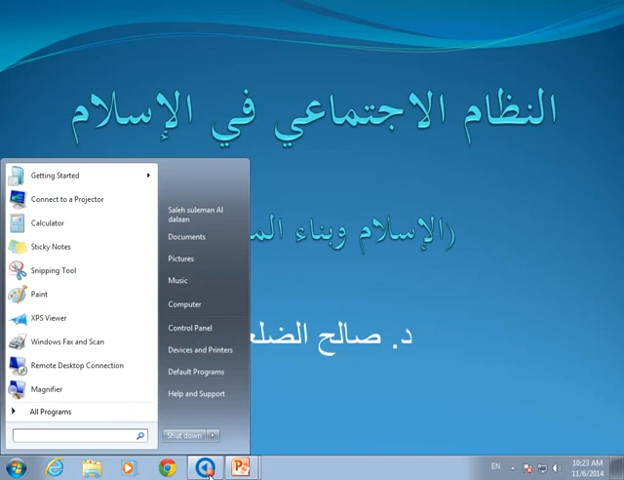 النظام الاجتماعي في الإسلام
(الإسلام وبناء
د. صالح
Getting Started
Connect to a Projector
Calculator
Sticky Notes
Snipping Tool
Paint
XPS Viewer
Windows Fax and Scan
Remote Desktop Connection
Magnifier
All Programs
Saleh suleman Al
dalaan
Documents
Pictures
Music
Computer
Control Panel
Devices and Printers
Default Programs
Help and Support
Shut down
EN
10:23 AM
11/6/2014